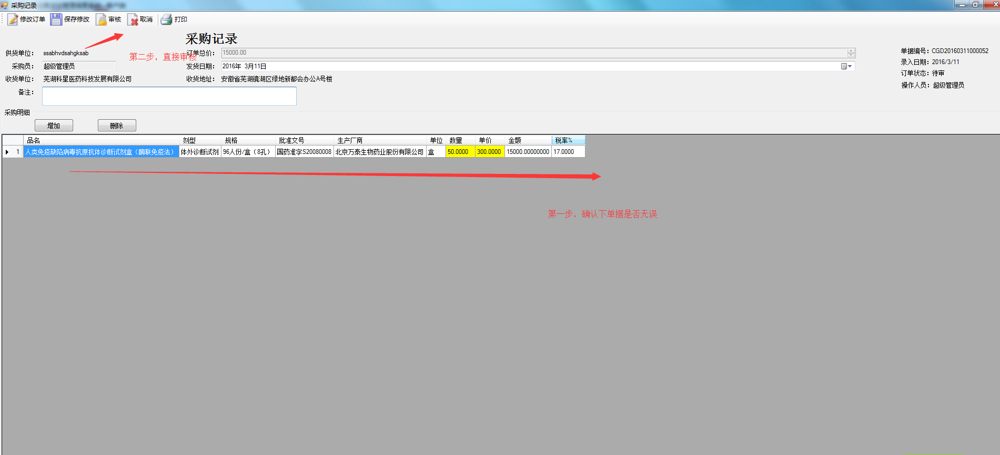 采购记录
修改订单 保存修改 审核 取消 打印
采购记录
第二步，直接审核
供货单位： ssabhvdsahgksab 订单总价： 15000.00 单据编号：CGD20160311000052
采购员： 超级管理员 发货日期： 2016年 3月11日 录入日期：2016/3/11
收货单位： 芜湖科星医药科技发展有限公司 收货地址： 安徽省芜湖镜湖区绿地新都会办公A号楼 订单状态：待审
备注： 操作人员：超级管理员
采购明细
增加 删除
品名 剂型 规格 批准文号 生产厂商 单位 数量 单价 金额 税率%
1 人类免疫缺陷病毒抗原抗体诊断试剂盒（酶联免疫法） 体外诊断试剂 96人份/盒（8孔） 国药准字S20080008 北京万泰生物药业股份有限公司 盒 50.0000 300.0000 15000.00000000 17.0000
第一步，确认下单据是否无误